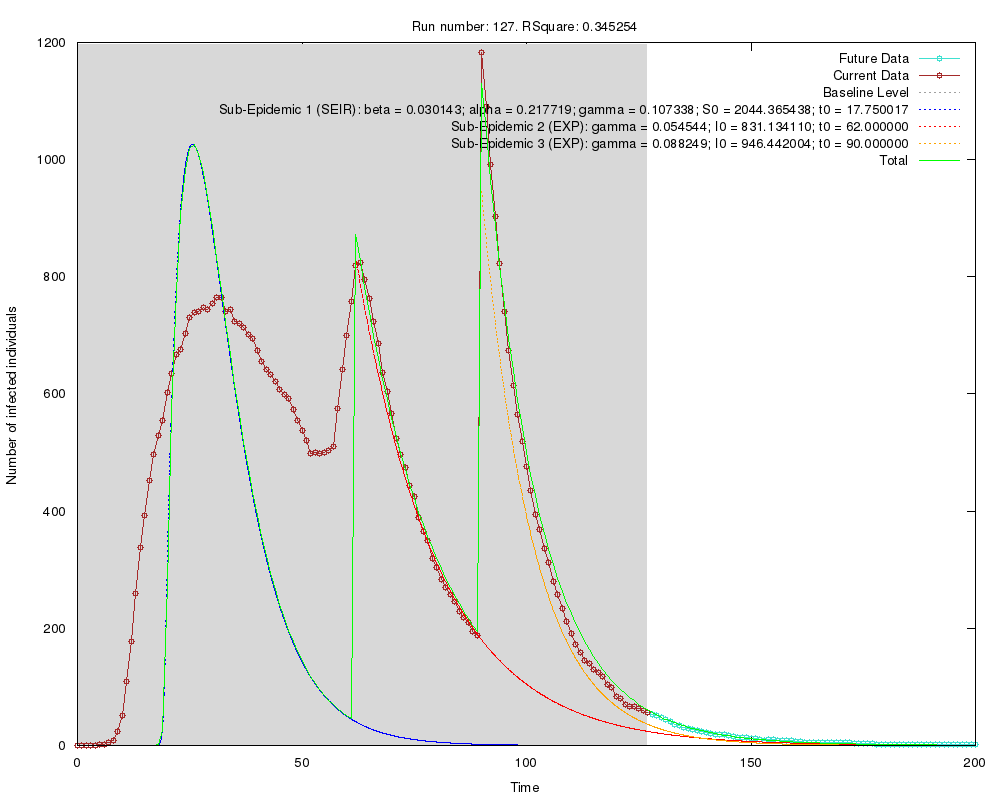 Run number: 127. RSquare: 0.345254
1200
1000
800
600
400
200
0
0
50
100
150
200
Number of infected individuals
Time
Future Data
Current Data
Baseline Level
Sub-Epidemic 1 (SEIR): beta = 0.030143; alpha = 0.217719; gamma = 0.107338; S0 = 2044.365438; t0 = 17.750017
Sub-Epidemic 2 (EXP): gamma = 0.054544; I0 = 831.134110; t0 = 62.000000
Sub-Epidemic 3 (EXP): gamma = 0.088249; I0 = 946.442004; t0 = 90.000000
Total